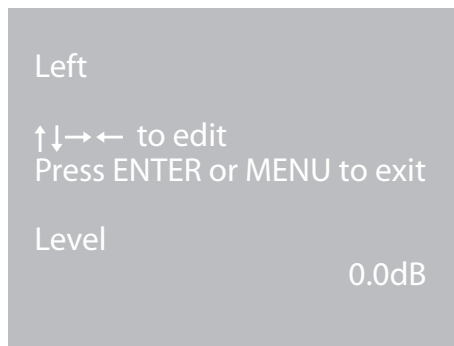 Left
↑↓→← to edit
Press ENTER or MENU to exit
Level
0.0dB